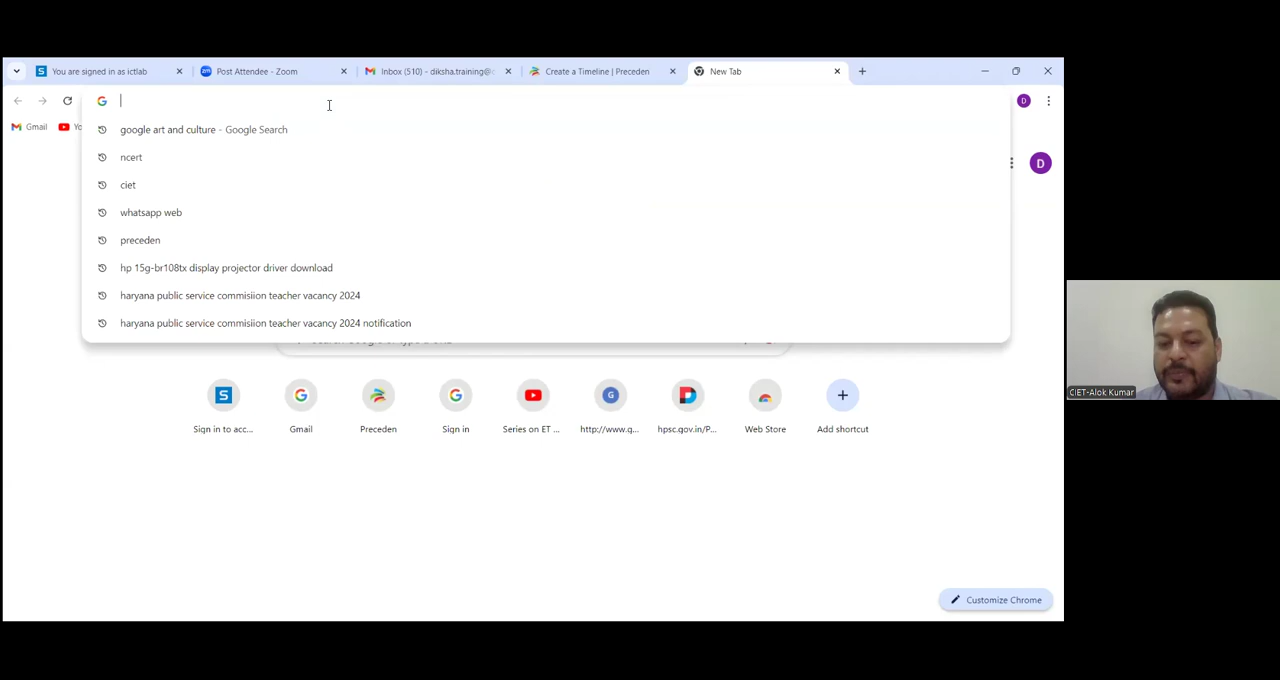 You are signed in as ictlab
Post Attendee - Zoom
Inbox (510) - diksha.training@
Create a Timeline | Preceden
New Tab
Gmail
google art and culture - Google Search
ncert
ciet
whatsapp web
preceden
hp 15g-br108tx display projector driver download
haryana public service commisiion teacher vacancy 2024
haryana public service commisiion teacher vacancy 2024 notification
D
D
Sign in to acc...
Gmail
Preceden
Sign in
Series on ET ...
http://www.g...
hpsc.gov.in/P...
Web Store
Add shortcut
Customize Chrome
CIET-Alok Kumar